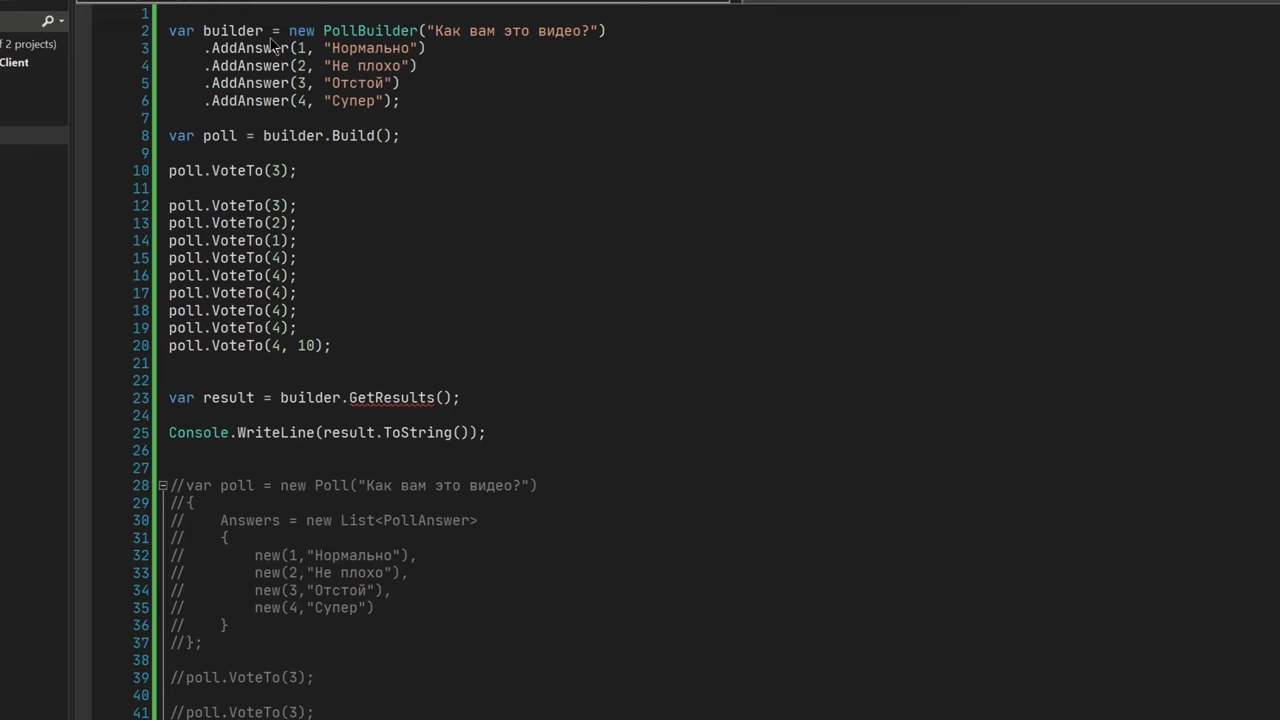 1
2 var builder = new PollBuilder("Как вам это видео?")
f 2 projects)
3 .AddAnswer(1, "Нормально")
Client
4 .AddAnswer(2, "Не плохо")
5 .AddAnswer(3, "Отстой")
6 .AddAnswer(4, "Супер");
7
8 var poll = builder.Build();
9
10 poll.VoteTo(3);
11
12 poll.VoteTo(3);
13 poll.VoteTo(2);
14 poll.VoteTo(1);
15 poll.VoteTo(4);
16 poll.VoteTo(4);
17 poll.VoteTo(4);
18 poll.VoteTo(4);
19 poll.VoteTo(4);
20 poll.VoteTo(4, 10);
21
22
23 var result = builder.GetResults();
24
25 Console.WriteLine(result.ToString());
26
27
28 //var poll = new Poll("Как вам это видео?")
29 //{
30 // Answers = new List<PollAnswer>
31 // {
32 // new(1,"Нормально"),
33 // new(2,"Не плохо"),
34 // new(3,"Отстой"),
35 // new(4,"Супер")
36 // }
37 //};
38
39 //poll.VoteTo(3);
40
41 //poll.VoteTo(3);